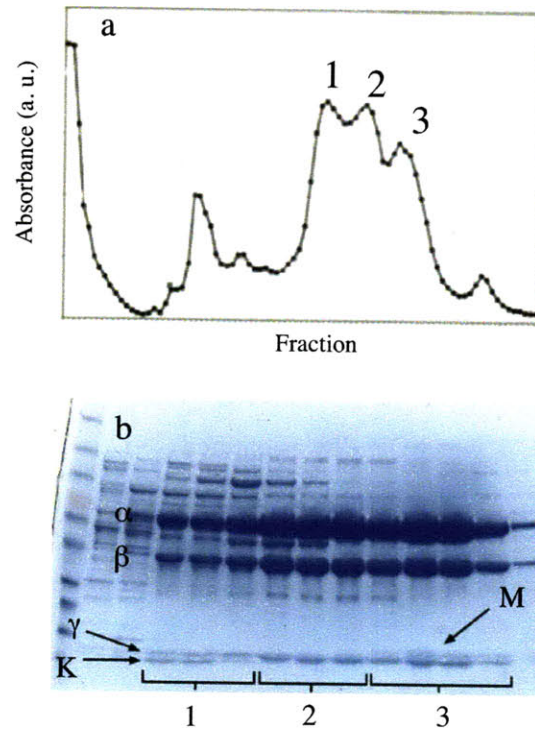 a
1 2 3
Absorbance (a. u.)
Fraction
b
α
β
γ
K
M
1 2 3